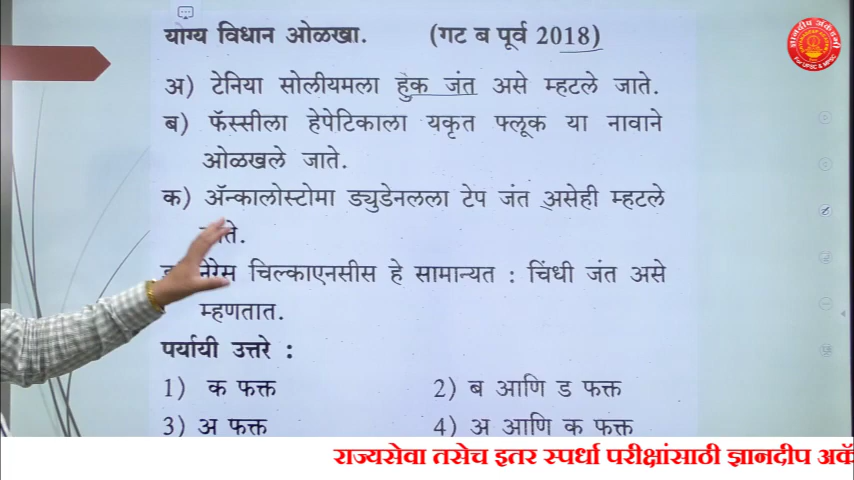 योग्य विधान ओळखा. (गट ब पूर्व 2018)
अ) टेनिया सोलीयमला हुक जंत असे म्हटले जाते.
ब) फॅस्सीला हेपेटिकाला यकृत फ्लूक या नावाने
ओळखले जाते.
क) ॲन्कालोस्टोमा ड्युडेनलला टेप जंत असेही म्हटले
चिल्काएनसीस हे सामान्यत : चिंधी जंत असे
म्हणतात.
पर्यायी उत्तरे :
1) क फक्त 2) ब आणि ड फक्त
3) अ फक्त 4) अ आणि क फक्त
राज्यसेवा तसेच इतर स्पर्धा परीक्षांसाठी ज्ञानदीप